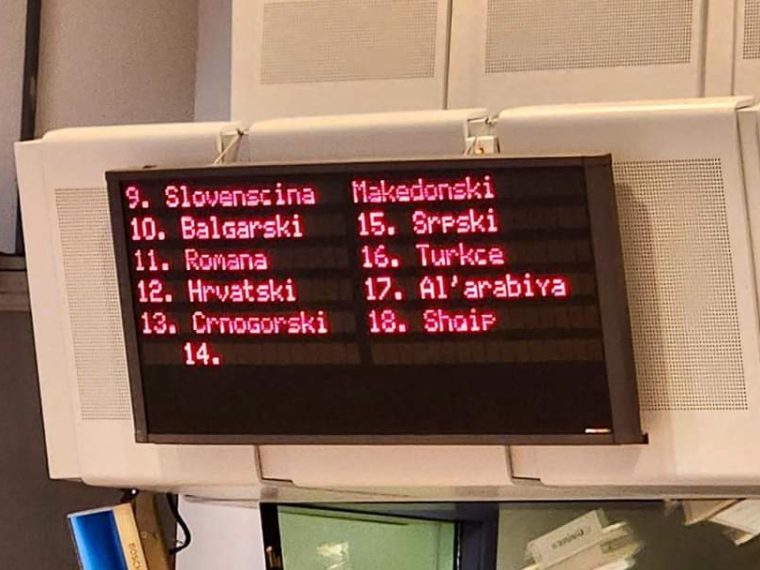 9. Slovenscina
10. Balgarski
11. Romana
12. Hrvatski
13. Crnogorski
14.
Makedonski
15. Srpski
16. Turkce
17. Al'arabiya
18. Shqip